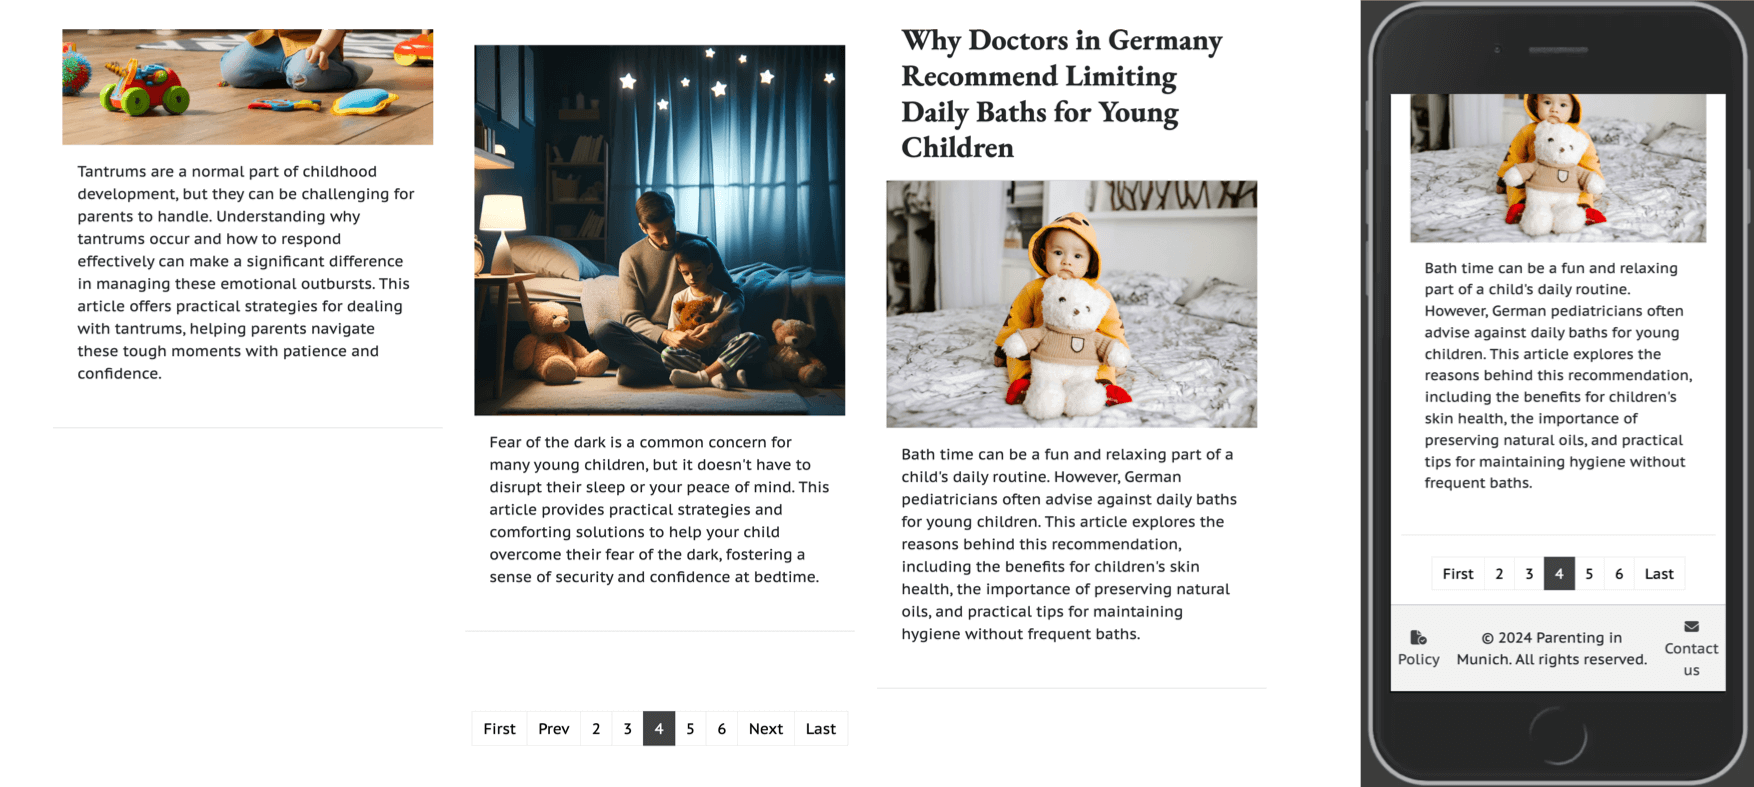 Tantrums are a normal part of childhood
development, but they can be challenging for
parents to handle. Understanding why
tantrums occur and how to respond
effectively can make a significant difference
in managing these emotional outbursts. This
article offers practical strategies for dealing
with tantrums, helping parents navigate
these tough moments with patience and
confidence.
Fear of the dark is a common concern for
many young children, but it doesn't have to
disrupt their sleep or your peace of mind. This
article provides practical strategies and
comforting solutions to help your child
overcome their fear of the dark, fostering a
sense of security and confidence at bedtime.
Why Doctors in Germany
Recommend Limiting
Daily Baths for Young
Children
Bath time can be a fun and relaxing part of a
child's daily routine. However, German
pediatricians often advise against daily baths
for young children. This article explores the
reasons behind this recommendation,
including the benefits for children's skin
health, the importance of preserving natural
oils, and practical tips for maintaining
hygiene without frequent baths.
First Prev 2 3 4 5 6 Next Last
Bath time can be a fun and relaxing
part of a child's daily routine.
However, German pediatricians often
advise against daily baths for young
children. This article explores the
reasons behind this recommendation,
including the benefits for children's
skin health, the importance of
preserving natural oils, and practical
tips for maintaining hygiene without
frequent baths.
First 2 3 4 5 6 Last
Policy
© 2024 Parenting in
Munich. All rights reserved.
Contact
us